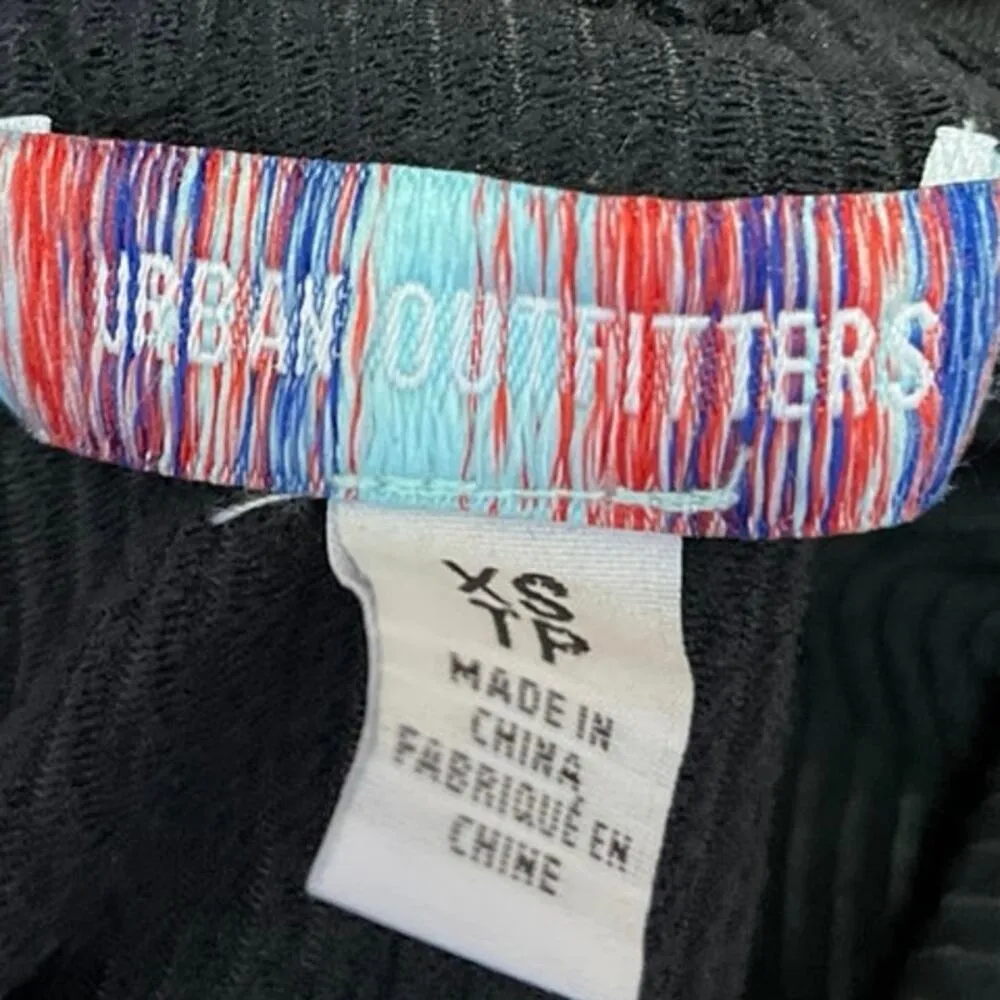 URBAN OUTFITTERS
XS
TP
MADE IN
CHINA
FABRIQUÉ EN
CHINE